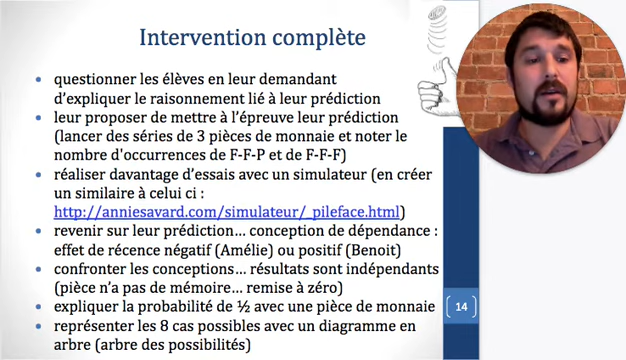 Intervention complète
• questionner les élèves en leur demandant
d’expliquer le raisonnement lié à leur prédiction
• leur proposer de mettre à l’épreuve leur prédiction
(lancer des séries de 3 pièces de monnaie et noter le
nombre d'occurrences de F-F-P et de F-F-F)
• réaliser davantage d’essais avec un simulateur (en créer
un similaire à celui ci :
http://anniesavard.com/simulateur/_pileface.html)
• revenir sur leur prédiction… conception de dépendance :
effet de récence négatif (Amélie) ou positif (Benoit)
• confronter les conceptions… résultats sont indépendants
(pièce n’a pas de mémoire… remise à zéro)
• expliquer la probabilité de ½ avec une pièce de monnaie
• représenter les 8 cas possibles avec un diagramme en
arbre (arbre des possibilités)
14